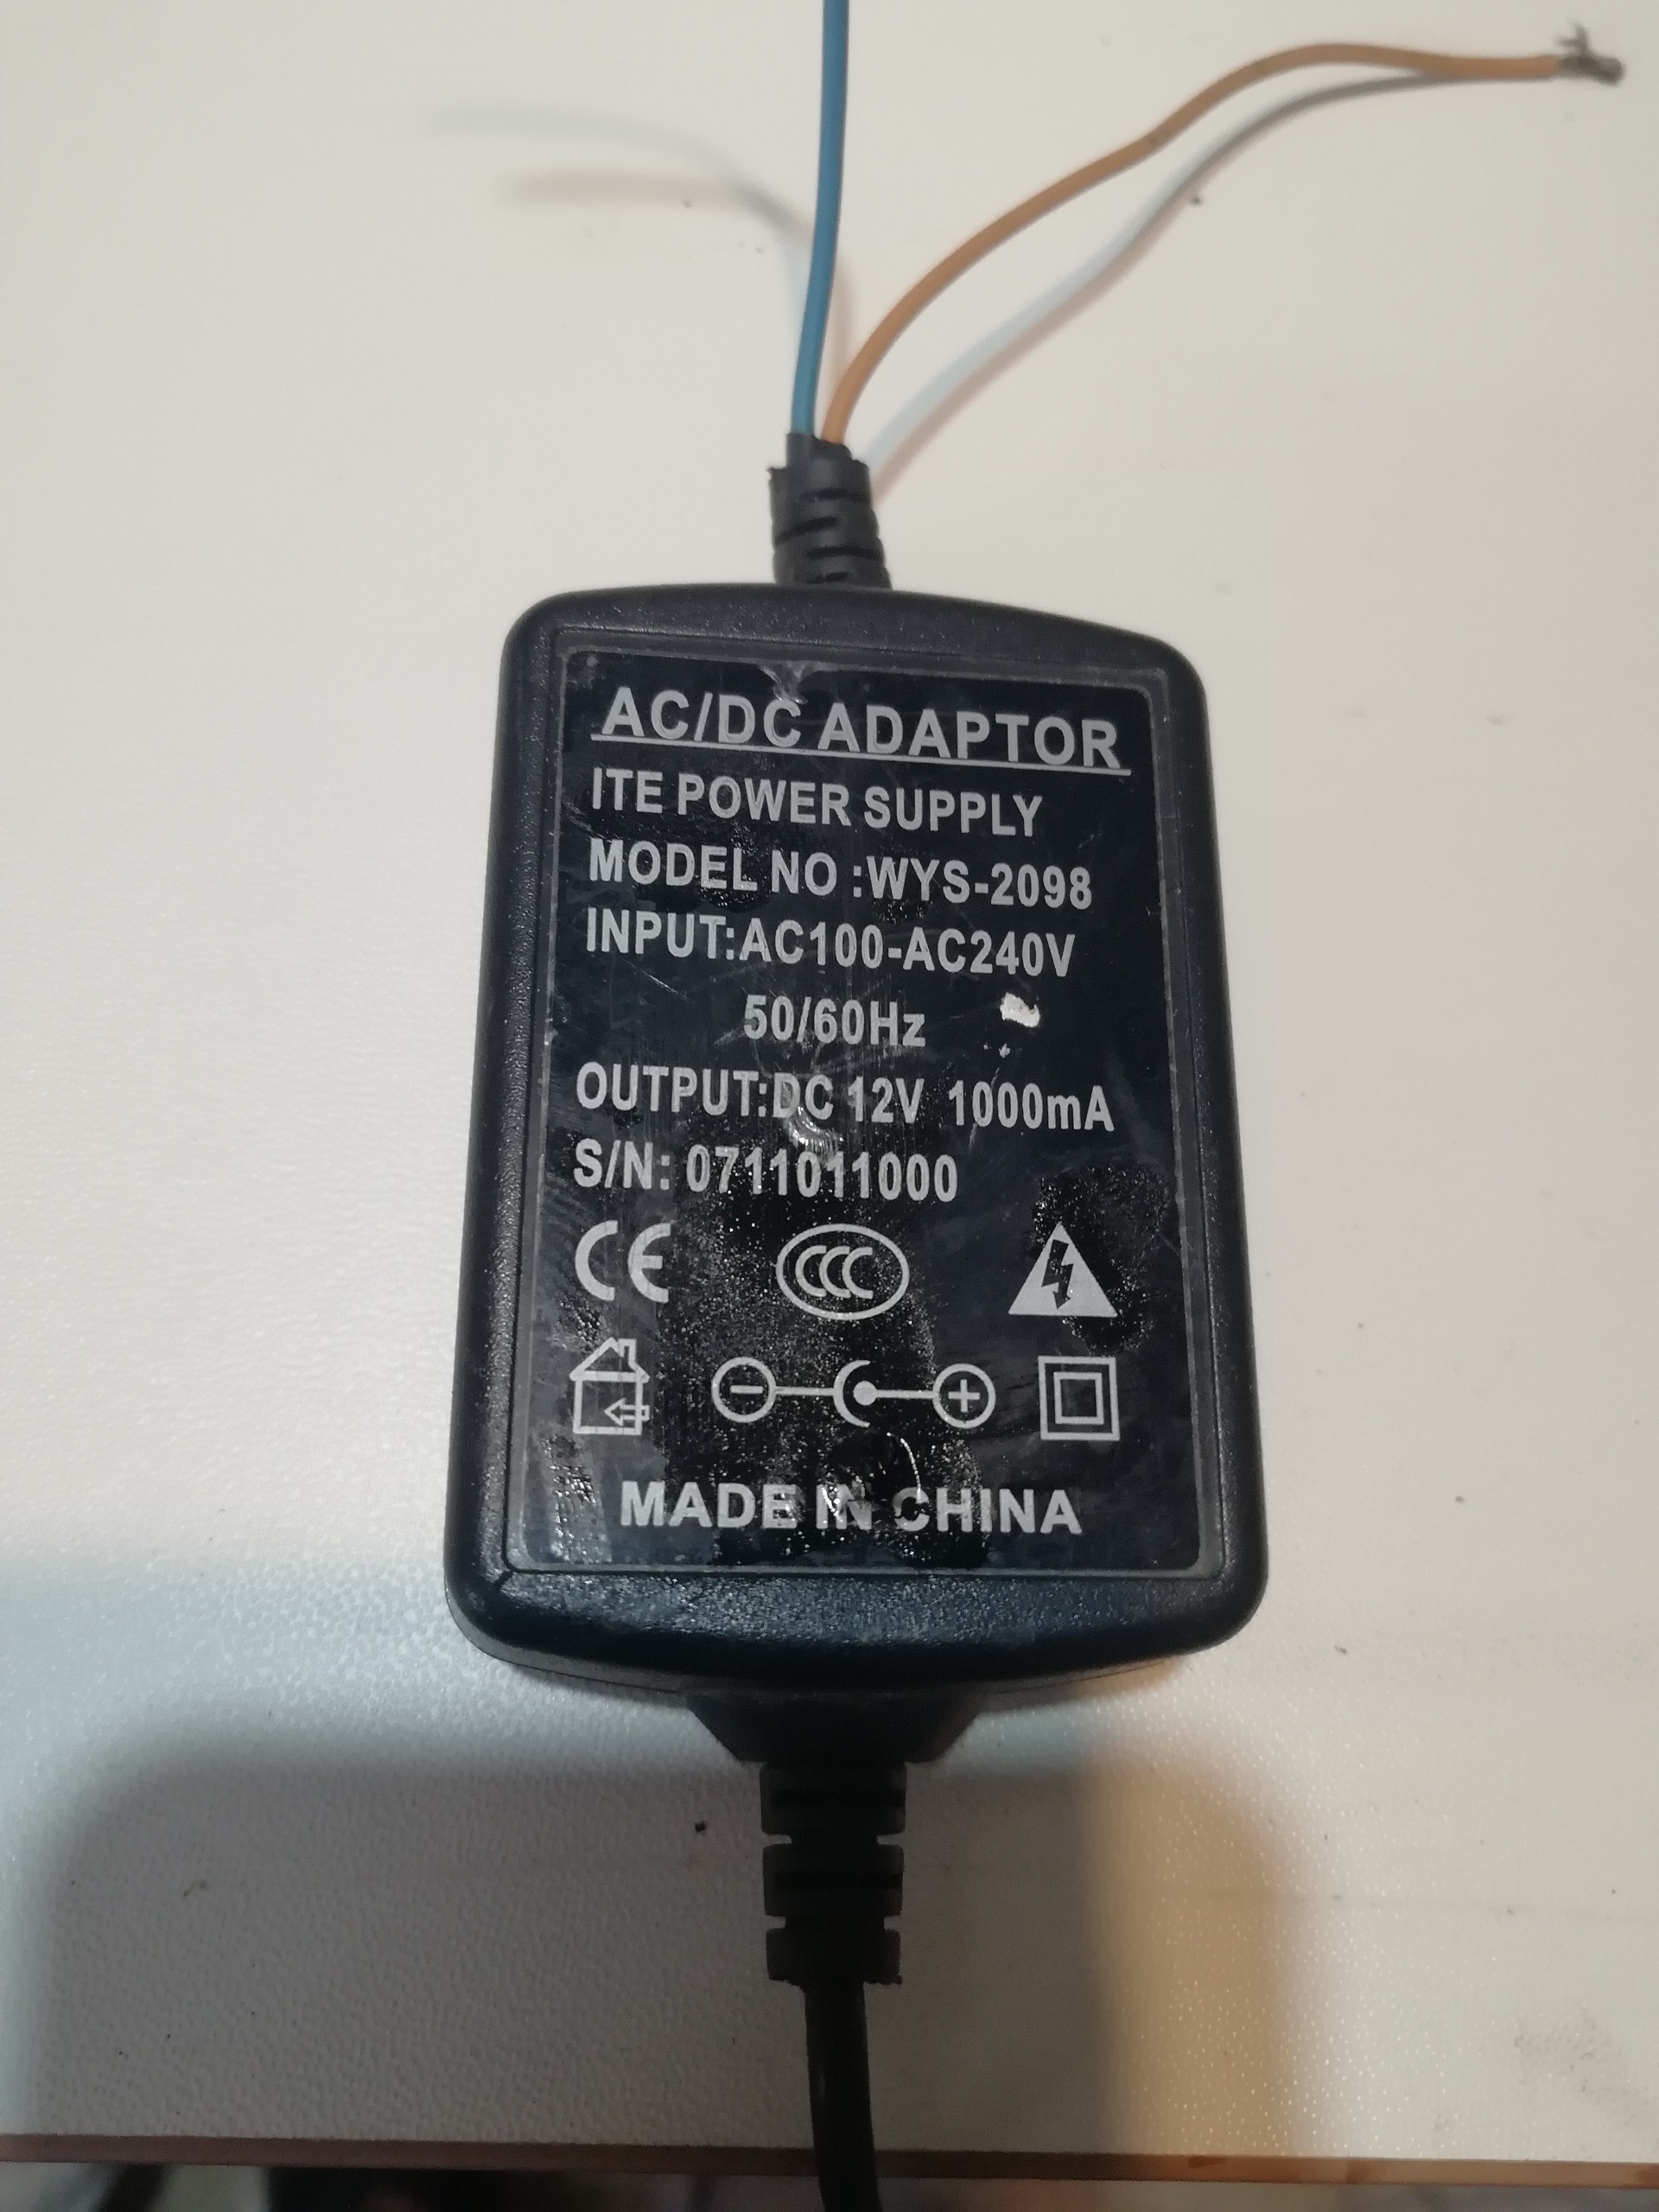 AC/DC ADAPTOR
ITE POWER SUPPLY
MODEL NO :WYS-2098
INPUT:AC100-AC240V
50/60Hz
OUTPUT:DC 12V 1000mA
S/N: 0711011000
CE CCC
MADE IN CHINA